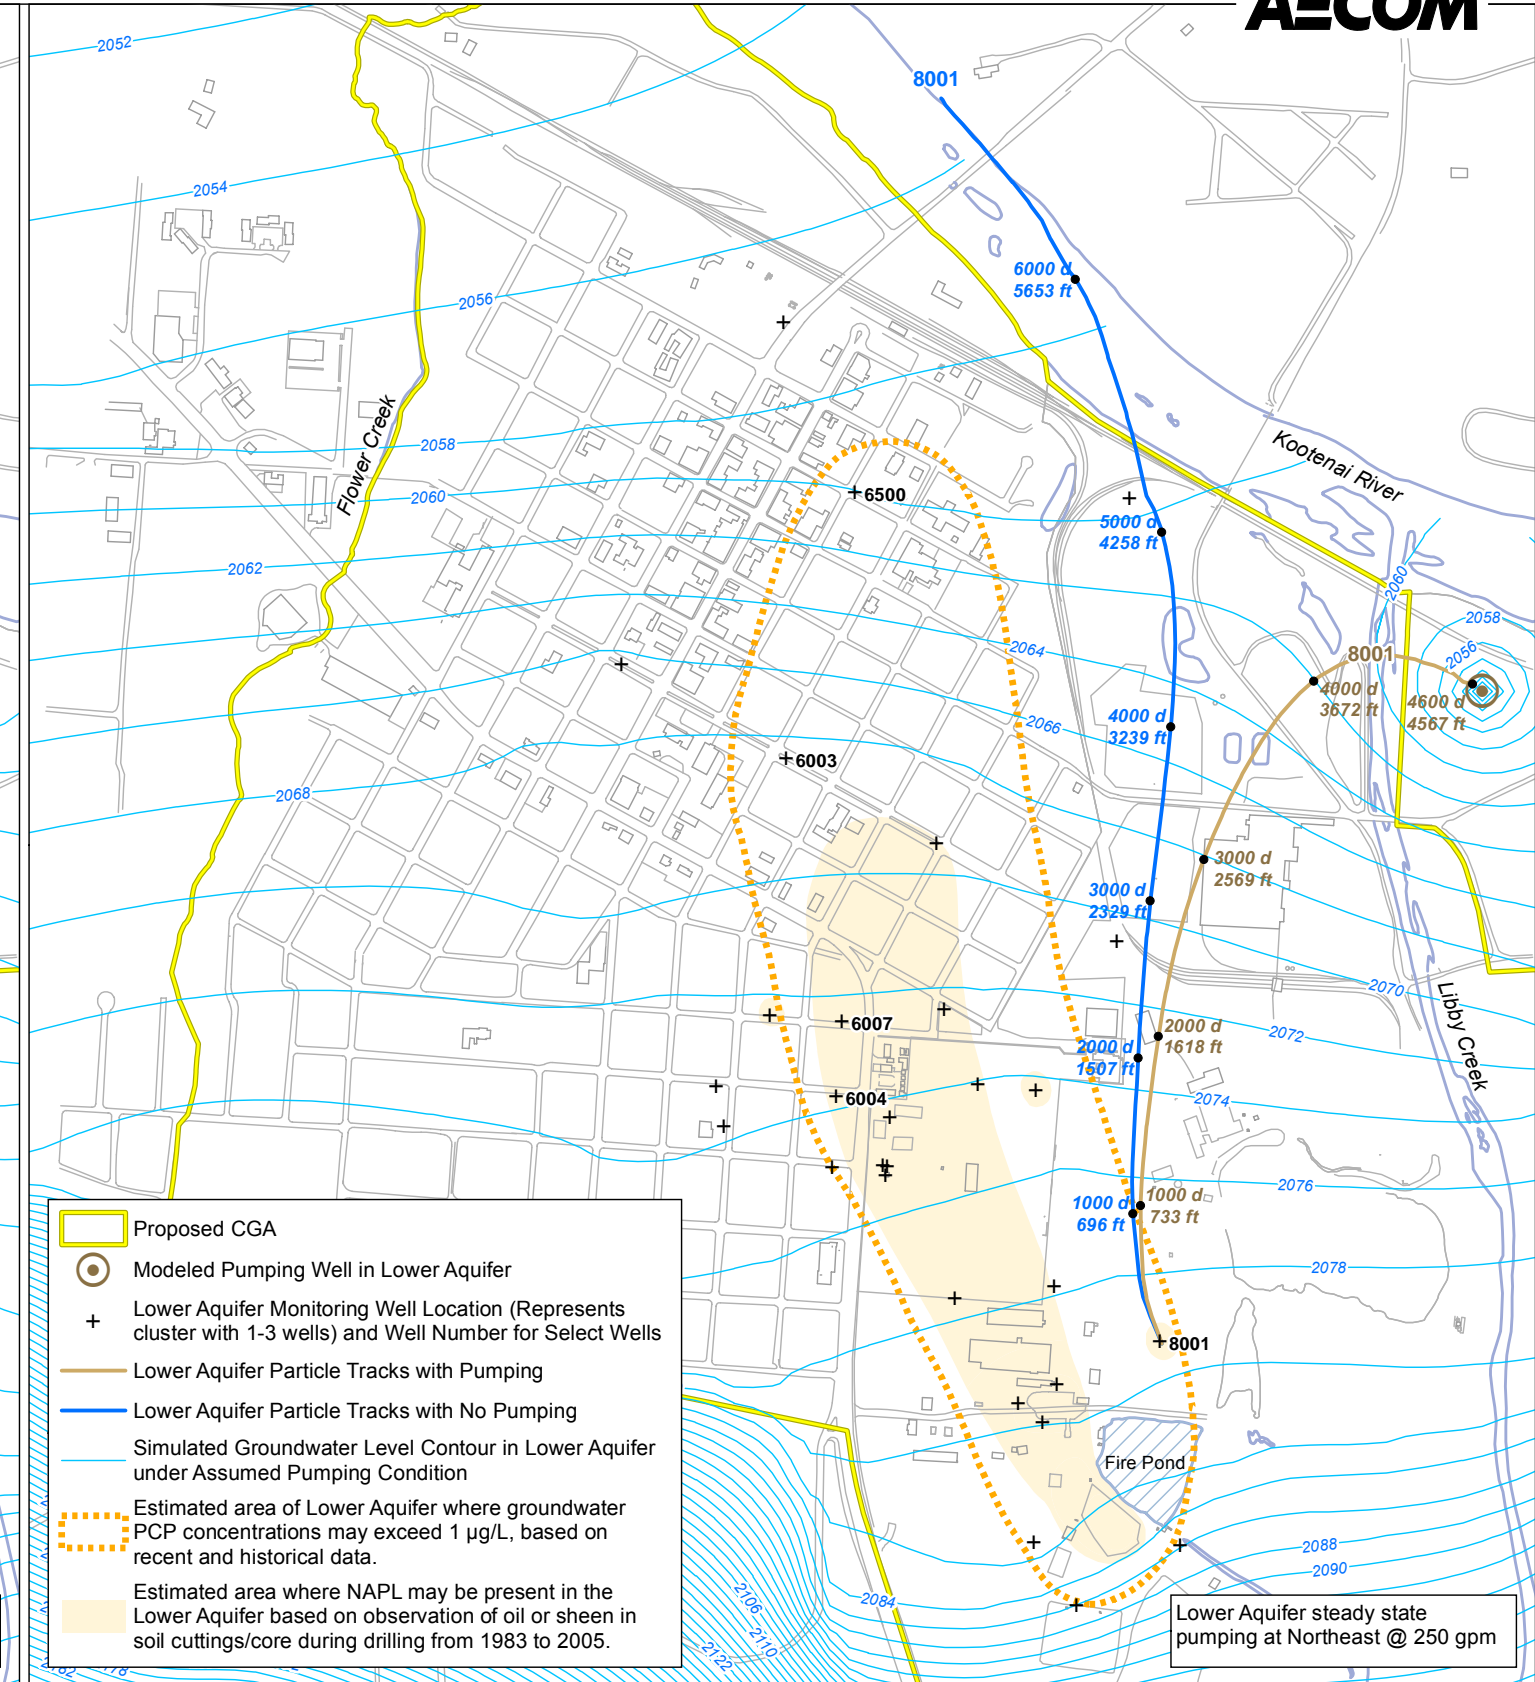 AECOM
2052
8001
2054
6000 d
5653 ft
2056
Flower Creek
2058
Kootenai River
2060
6500
5000 d
4258 ft
2062
2060
2058
2064
8001
2056
4000 d
3672 ft
4600 d
4567 ft
2066
4000 d
3239 ft
6003
2068
3000 d
2569 ft
3000 d
2329 ft
2070
Libby Creek
6007
2000 d
1618 ft
2072
2000 d
1507 ft
6004
2074
2076
1000 d
696 ft
1000 d
733 ft
2078
8001
Fire Pond
2088
2090
2084
2106
2110
2122
Proposed CGA
Modeled Pumping Well in Lower Aquifer
Lower Aquifer Monitoring Well Location (Represents
cluster with 1-3 wells) and Well Number for Select Wells
Lower Aquifer Particle Tracks with Pumping
Lower Aquifer Particle Tracks with No Pumping
Simulated Groundwater Level Contour in Lower Aquifer
under Assumed Pumping Condition
Estimated area of Lower Aquifer where groundwater
PCP concentrations may exceed 1 µg/L, based on
recent and historical data.
Estimated area where NAPL may be present in the
Lower Aquifer based on observation of oil or sheen in
soil cuttings/core during drilling from 1983 to 2005.
Lower Aquifer steady state
pumping at Northeast @ 250 gpm